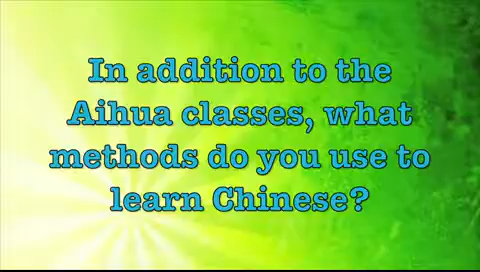 In addition to the
Aihua classes, what
methods do you use to
learn Chinese?